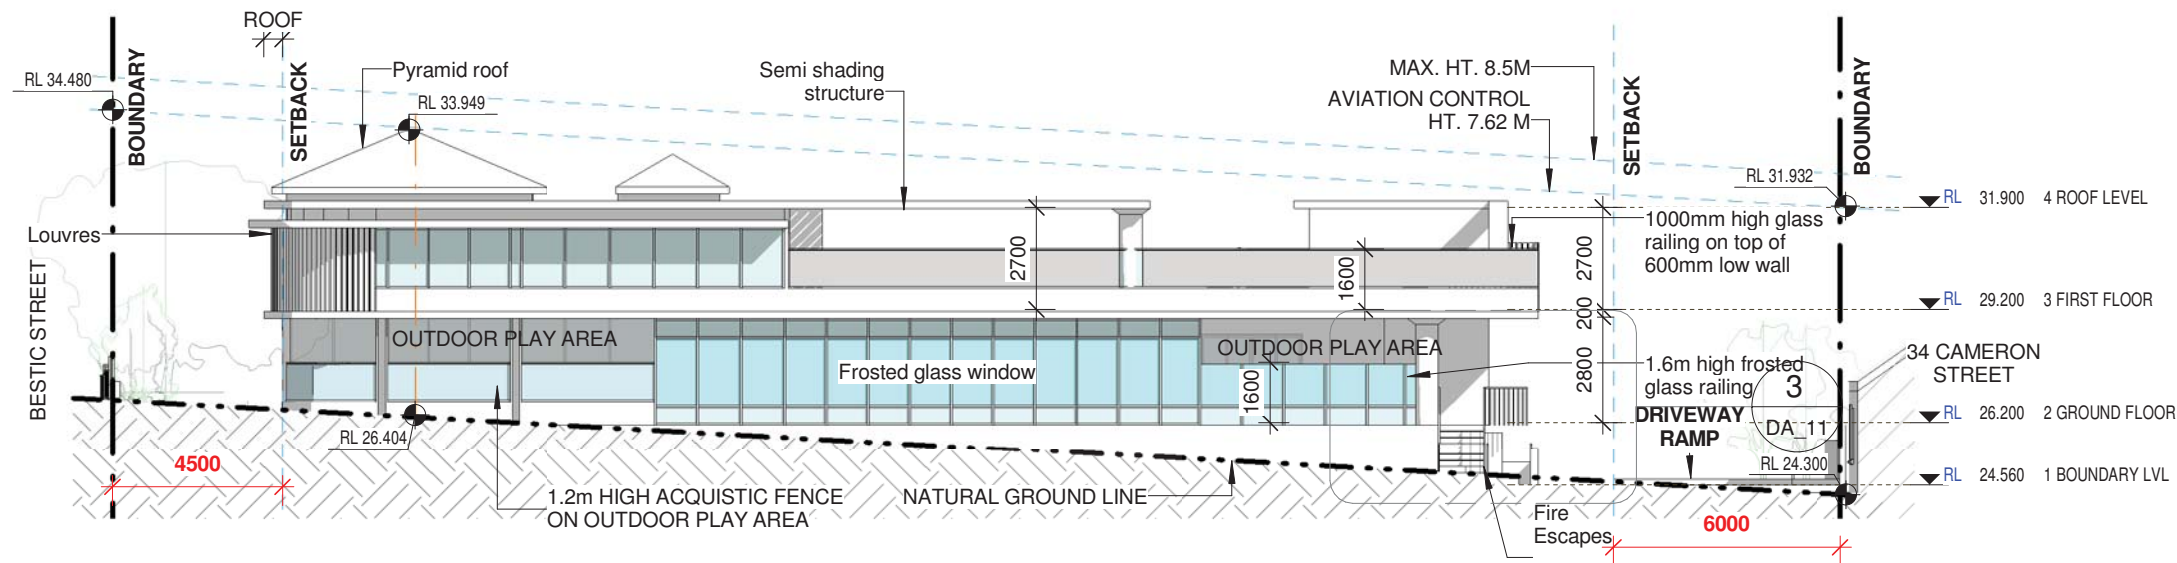 ROOF
RL 34.480
BOUNDARY
SETBACK
Pyramid roof
RL 33.949
Semi shading
structure
MAX. HT. 8.5M
AVIATION CONTROL
HT. 7.62 M
SETBACK
BOUNDARY
RL 31.932
RL 31.900 4 ROOF LEVEL
Louvres
BESTIC STREET
2700
1600
1000mm high glass
railing on top of
600mm low wall
2700
200
2800
RL 29.200 3 FIRST FLOOR
OUTDOOR PLAY AREA
Frosted glass window
OUTDOOR PLAY AREA
1600
1.6m high frosted
glass railing
34 CAMERON
STREET
3
DA_11
DRIVEWAY
RAMP
RL 26.200 2 GROUND FLOOR
RL 26.404
RL 24.300
RL 24.560 1 BOUNDARY LVL
4500
1.2m HIGH ACQUISTIC FENCE
ON OUTDOOR PLAY AREA
NATURAL GROUND LINE
Fire
Escapes
6000